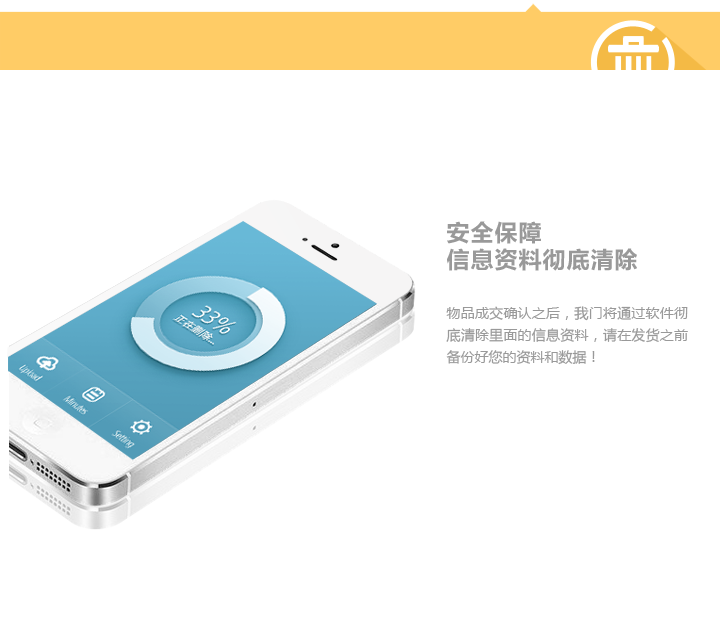 安全保障
信息资料彻底清除
物品成交确认之后，我们将通过软件彻
底清除里面的信息资料，请在发货之前
备份好您的资料和数据！
33%
正在删除...
Upload
Minutes
Setting